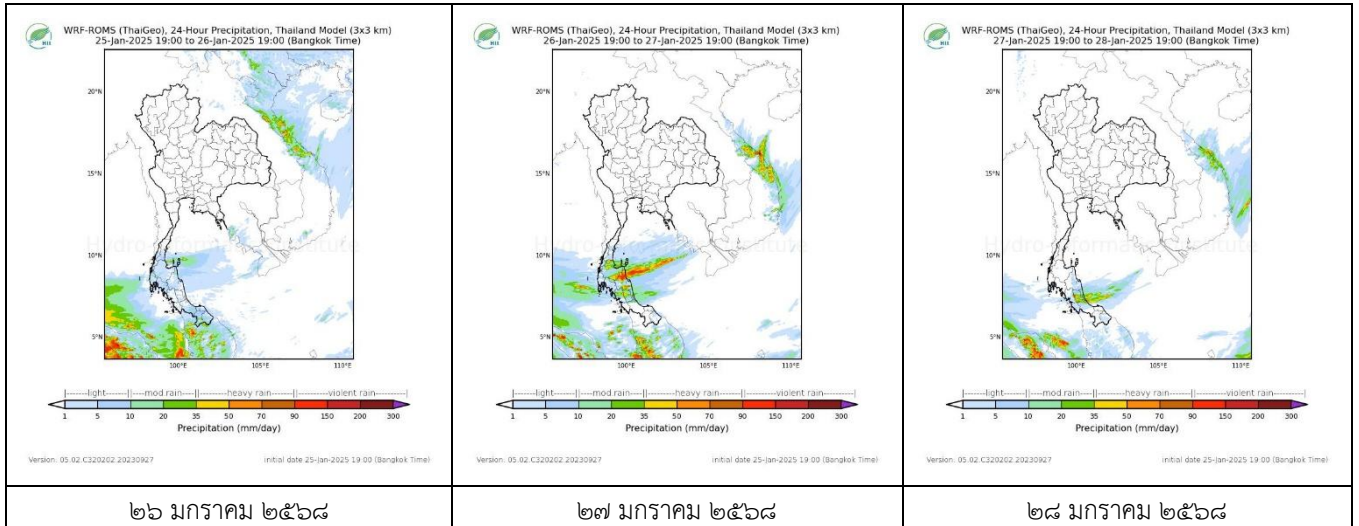 WRF-ROMS (ThaiGeo), 24-Hour Precipitation, Thailand Model (3x3 km)
25-Jan-2025 19:00 to 26-Jan-2025 19:00 (Bangkok Time)
HII
20°N
15°N
10°N
5°N
100°E 105°E 110°E
Hydro-Informatics Institute
light mod rain heavy rain violent rain
1 5 10 20 35 50 70 90 150 200 300
Precipitation (mm/day)
Version: 05.02.C320202.20230927 initial date 25-Jan-2025 19:00 (Bangkok Time)
๒๖ มกราคม ๒๕๖๘
WRF-ROMS (ThaiGeo), 24-Hour Precipitation, Thailand Model (3x3 km)
26-Jan-2025 19:00 to 27-Jan-2025 19:00 (Bangkok Time)
HII
20°N
15°N
10°N
5°N
100°E 105°E 110°E
Hydro-Informatics Institute
light mod rain heavy rain violent rain
1 5 10 20 35 50 70 90 150 200 300
Precipitation (mm/day)
Version: 05.02.C320202.20230927 initial date 25-Jan-2025 19:00 (Bangkok Time)
๒๗ มกราคม ๒๕๖๘
WRF-ROMS (ThaiGeo), 24-Hour Precipitation, Thailand Model (3x3 km)
27-Jan-2025 19:00 to 28-Jan-2025 19:00 (Bangkok Time)
HII
20°N
15°N
10°N
5°N
100°E 105°E 110°E
Hydro-Informatics Institute
light mod rain heavy rain violent rain
1 5 10 20 35 50 70 90 150 200 300
Precipitation (mm/day)
Version: 05.02.C320202.20230927 initial date 25-Jan-2025 19:00 (Bangkok Time)
๒๘ มกราคม ๒๕๖๘